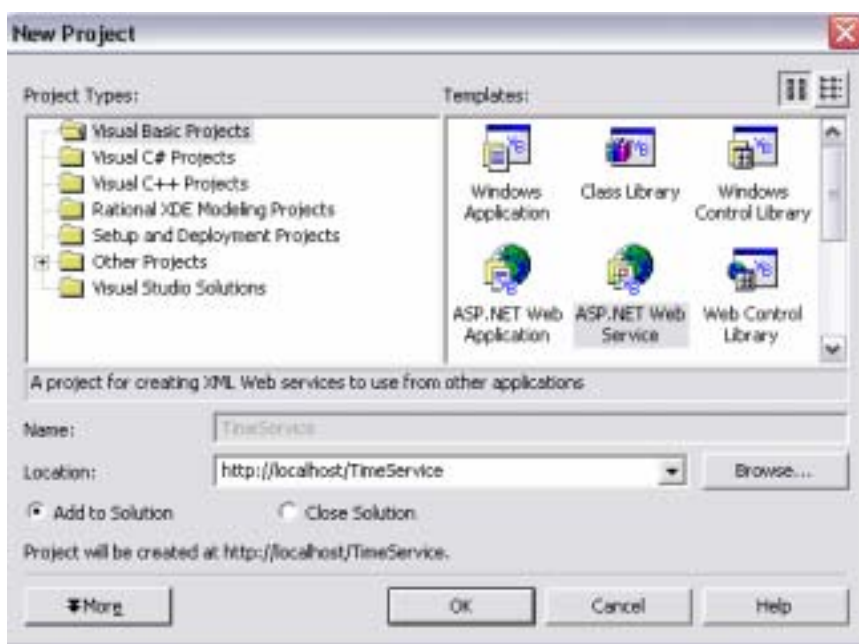 New Project
Project Types:
Templates:
Visual Basic Projects
Visual C# Projects
Visual C++ Projects
Rational XDE Modeling Projects
Setup and Deployment Projects
Other Projects
Visual Studio Solutions
Windows
Application
Class Library
Windows
Control Library
ASP.NET Web
Application
ASP.NET Web
Service
Web Control
Library
A project for creating XML Web services to use from other applications
Name:
TimeService
Location:
http://localhost/TimeService
Browse...
Add to Solution
Close Solution
Project will be created at http://localhost/TimeService.
More
OK
Cancel
Help